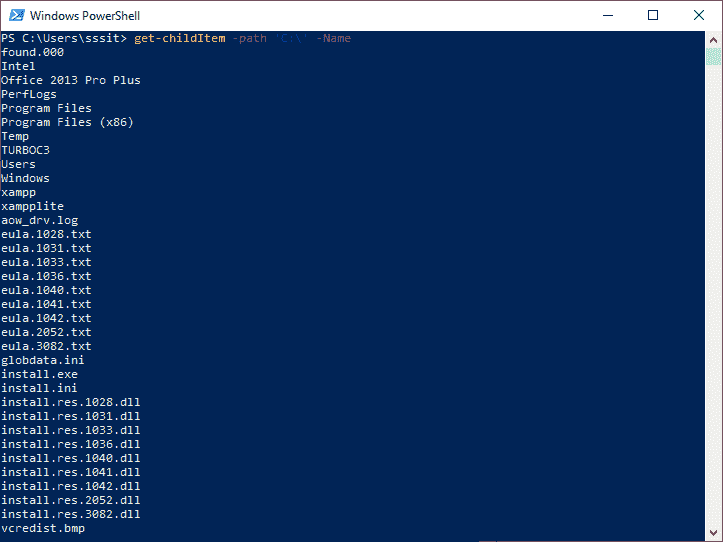 Windows PowerShell
PS C:\Users\sssit> get-childItem -path 'C:\' -Name
found.000
Intel
Office 2013 Pro Plus
PerfLogs
Program Files
Program Files (x86)
Temp
TURBOC3
Users
Windows
xampp
xampplite
aow_drv.log
eula.1028.txt
eula.1031.txt
eula.1033.txt
eula.1036.txt
eula.1040.txt
eula.1041.txt
eula.1042.txt
eula.2052.txt
eula.3082.txt
globdata.ini
install.exe
install.ini
install.res.1028.dll
install.res.1031.dll
install.res.1033.dll
install.res.1036.dll
install.res.1040.dll
install.res.1041.dll
install.res.1042.dll
install.res.2052.dll
install.res.3082.dll
vcredist.bmp